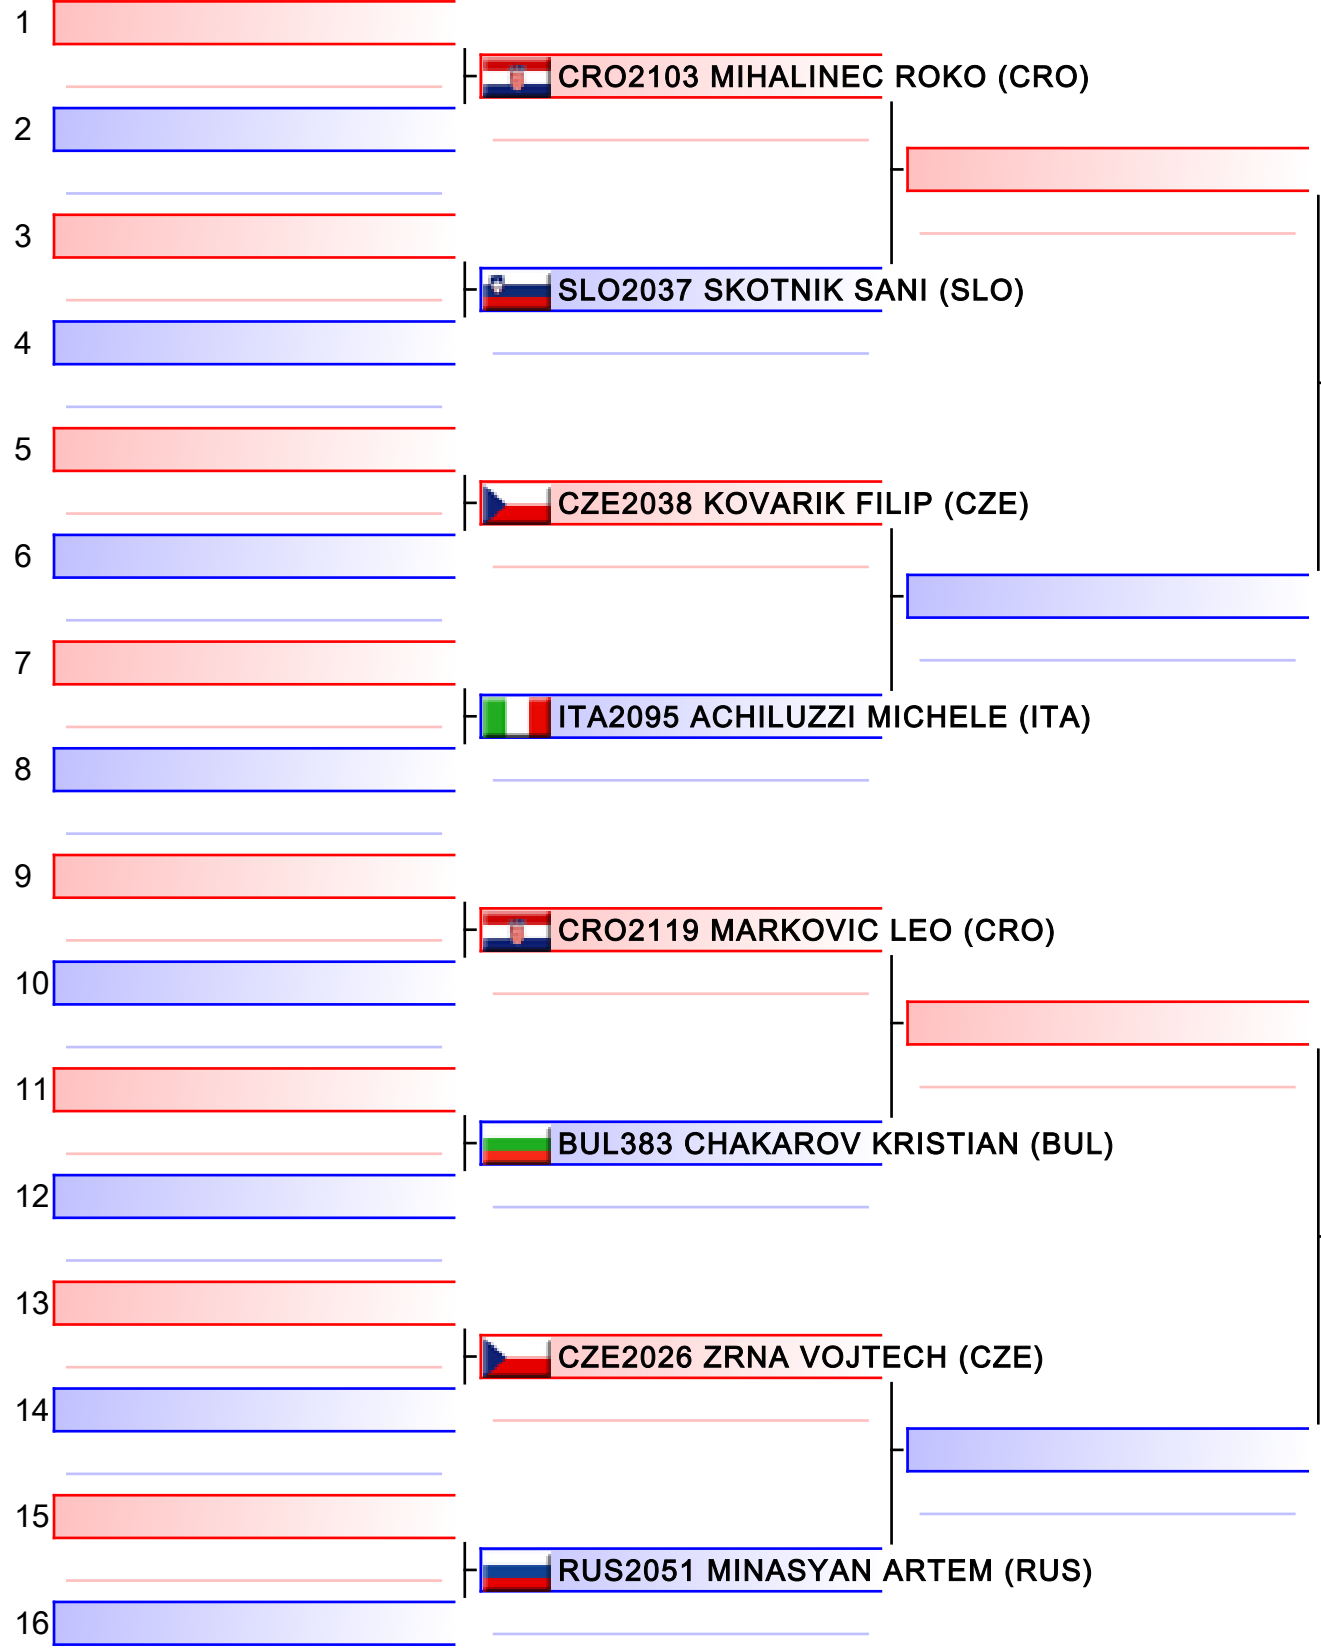 1
CRO2103 MIHALINEC ROKO (CRO)
2
3
SLO2037 SKOTNIK SANI (SLO)
4
5
CZE2038 KOVARIK FILIP (CZE)
6
7
ITA2095 ACHILUZZI MICHELE (ITA)
8
9
CRO2119 MARKOVIC LEO (CRO)
10
11
BUL383 CHAKAROV KRISTIAN (BUL)
12
13
CZE2026 ZRNA VOJTECH (CZE)
14
15
RUS2051 MINASYAN ARTEM (RUS)
16